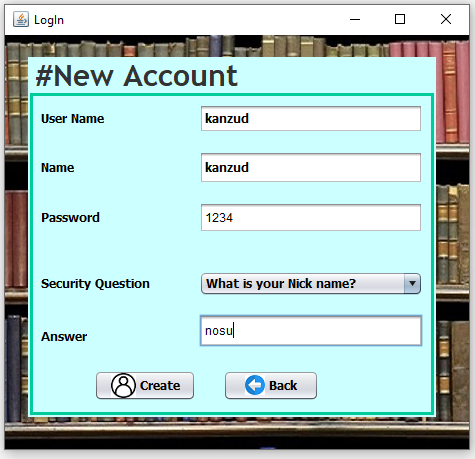 LogIn
#New Account
User Name kanzud
Name kanzud
Password 1234
Security Question What is your Nick name?
Answer nosu
Create Back